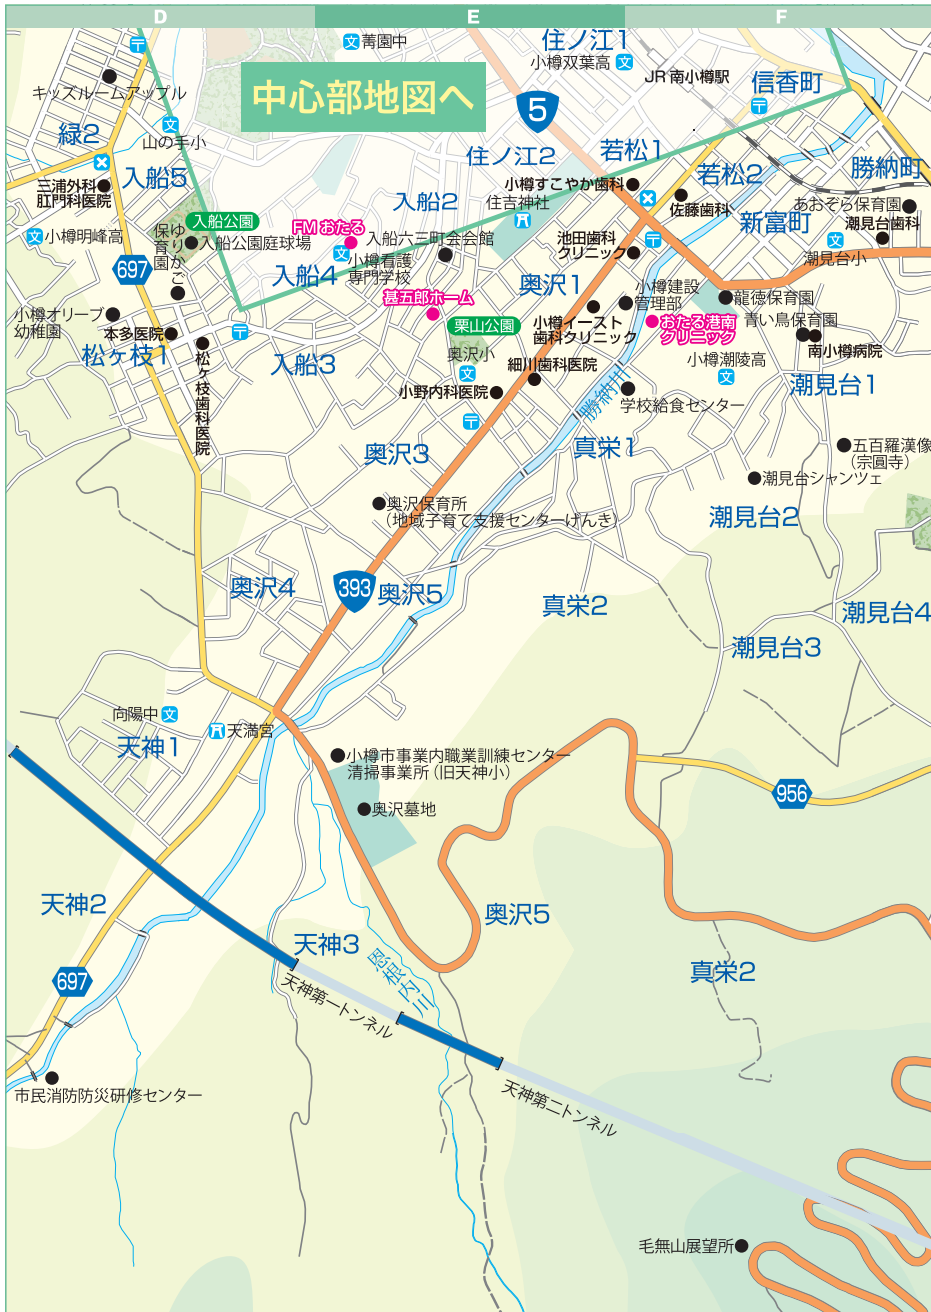 D
E
F
菁園中
住ノ江1
小樽双葉高
JR 南小樽駅
信香町
中心部地図へ
5
キッズルームアップル
緑2
山の手小
住ノ江2
若松1
若松2
勝納町
三浦外科
肛門科医院
入船5
入船2
小樽すこやか歯科
佐藤歯科
あおぞら保育園
潮見台歯科
小樽明峰高
入船公園
入船公園庭球場
保育園
ゆりかご
FMおたる
住吉神社
新富町
潮見台小
入船六三町会会館
池田歯科
クリニック
小樽看護
専門学校
697
入船4
奥沢1
小樽建設
管理部
龍徳保育園
甚五郎ホーム
小樽オリーブ
幼稚園
本多医院
栗山公園
小樽イースト
歯科クリニック
おたる港南
クリニック
青い鳥保育園
南小樽病院
松ヶ枝1
松ヶ枝歯科医院
入船3
奥沢小
細川歯科医院
小樽潮陵高
小野内科医院
勝納川
学校給食センター
潮見台1
奥沢3
真栄1
五百羅漢像
(宗圓寺)
潮見台シャンツェ
奥沢保育所
(地域子育て支援センターげんき)
潮見台2
奥沢4
393
奥沢5
真栄2
潮見台4
潮見台3
向陽中
天満宮
天神1
小樽市事業内職業訓練センター
清掃事業所(旧天神小)
956
奥沢墓地
天神2
奥沢5
天神3
恩根内川
真栄2
697
天神第一トンネル
市民消防防災研修センター
天神第二トンネル
毛無山展望所